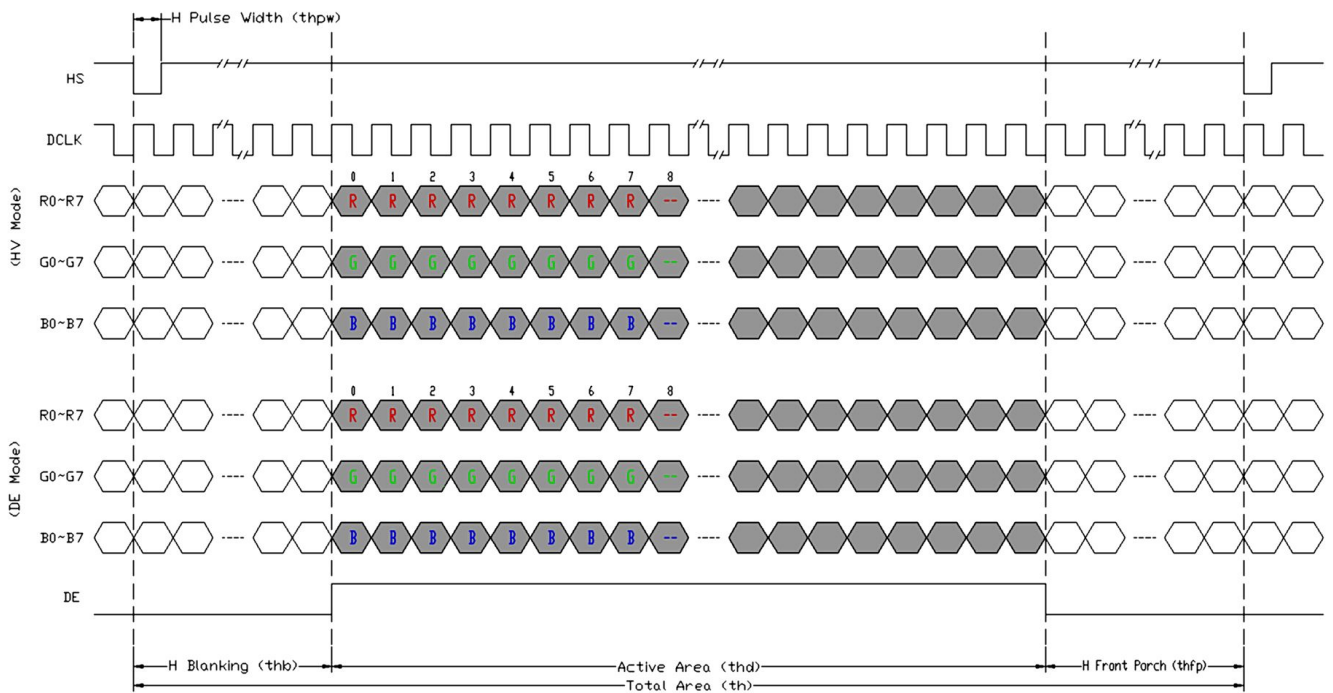 H Pulse Width (thpw)
HS
DCLK
0 1 2 3 4 5 6 7 8
R0~R7 R R R R R R R R --
(HV Mode)
G0~G7 G G G G G G G G --
B0~B7 B B B B B B B B --
0 1 2 3 4 5 6 7 8
R0~R7 R R R R R R R R --
(DE Mode)
G0~G7 G G G G G G G G --
B0~B7 B B B B B B B B --
DE
H Blanking (thb) Active Area (thd) H Front Porch (thfp)
Total Area (th)